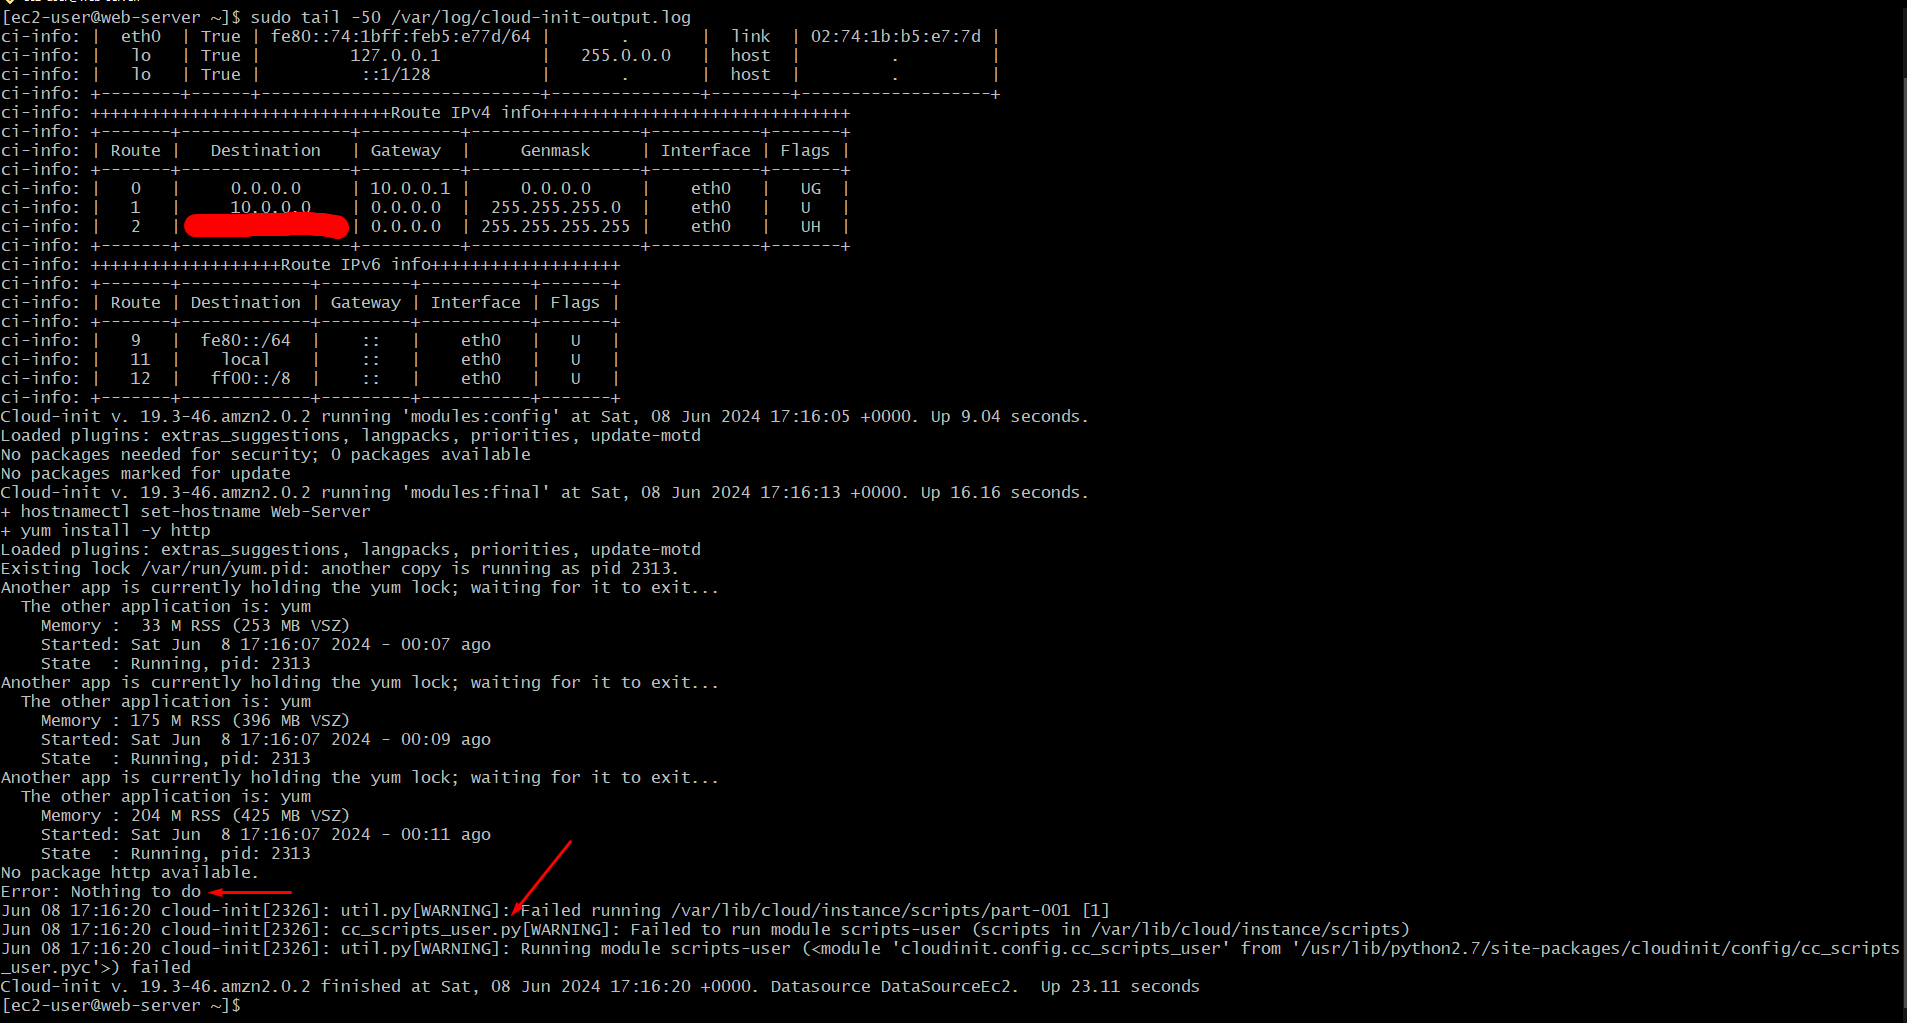 [ec2-user@web-server ~]$ sudo tail -50 /var/log/cloud-init-output.log
ci-info: |  eth0  | True | fe80::74:1bff:feb5:e77d/64 |       .       |  link  | 02:74:1b:b5:e7:7d |
ci-info: |   lo   | True |         127.0.0.1          |   255.0.0.0   |  host  |         .         |
ci-info: |   lo   | True |          ::1/128           |       .       |  host  |         .         |
ci-info: +--------+------+----------------------------+---------------+--------+-------------------+
ci-info: ++++++++++++++++++++++++++++++Route IPv4 info+++++++++++++++++++++++++++++++
ci-info: +-------+-----------------+-----------+-----------------+-----------+-------+
ci-info: | Route |   Destination   | Gateway  |     Genmask     | Interface | Flags |
ci-info: +-------+-----------------+----------+-----------------+-----------+-------+
ci-info: |   0   |     0.0.0.0     | 10.0.0.1 |     0.0.0.0     |    eth0   |   UG  |
ci-info: |   1   |     10.0.0.0    | 0.0.0.0  |  255.255.255.0  |    eth0   |   U   |
ci-info: |   2   | | 0.0.0.0  | 255.255.255.255 |    eth0   |   UH  |
ci-info: +-------+-----------------+----------+-----------------+-----------+-------+
ci-info: +++++++++++++++++++Route IPv6 info+++++++++++++++++++
ci-info: +-------+-------------+---------+-----------+-------+
ci-info: | Route | Destination | Gateway | Interface | Flags |
ci-info: +-------+-------------+---------+-----------+-------+
ci-info: |   9   |  fe80::/64  |    ::   |    eth0   |   U   |
ci-info: |   11  |    local    |    ::   |    eth0   |   U   |
ci-info: |   12  |   ff00::/8  |    ::   |    eth0   |   U   |
ci-info: +-------+-------------+---------+-----------+-------+
Cloud-init v. 19.3-46.amzn2.0.2 running 'modules:config' at Sat, 08 Jun 2024 17:16:05 +0000. Up 9.04 seconds.
Loaded plugins: extras_suggestions, langpacks, priorities, update-motd
No packages needed for security; 0 packages available
No packages marked for update
Cloud-init v. 19.3-46.amzn2.0.2 running 'modules:final' at Sat, 08 Jun 2024 17:16:13 +0000. Up 16.16 seconds.
+ hostnamectl set-hostname Web-Server
+ yum install -y http
Loaded plugins: extras_suggestions, langpacks, priorities, update-motd
Existing lock /var/run/yum.pid: another copy is running as pid 2313.
Another app is currently holding the yum lock; waiting for it to exit...
  The other application is: yum
    Memory :  33 M RSS (253 MB VSZ)
    Started: Sat Jun  8 17:16:07 2024 - 00:07 ago
    State  : Running, pid: 2313
Another app is currently holding the yum lock; waiting for it to exit...
  The other application is: yum
    Memory : 175 M RSS (396 MB VSZ)
    Started: Sat Jun  8 17:16:07 2024 - 00:09 ago
    State  : Running, pid: 2313
Another app is currently holding the yum lock; waiting for it to exit...
  The other application is: yum
    Memory : 204 M RSS (425 MB VSZ)
    Started: Sat Jun  8 17:16:07 2024 - 00:11 ago
    State  : Running, pid: 2313
No package http available.
Error: Nothing to do
Jun 08 17:16:20 cloud-init[2326]: util.py[WARNING]: Failed running /var/lib/cloud/instance/scripts/part-001 [1]
Jun 08 17:16:20 cloud-init[2326]: cc_scripts_user.py[WARNING]: Failed to run module scripts-user (scripts in /var/lib/cloud/instance/scripts)
Jun 08 17:16:20 cloud-init[2326]: util.py[WARNING]: Running module scripts-user (<module 'cloudinit.config.cc_scripts_user' from '/usr/lib/python2.7/site-packages/cloudinit/config/cc_scripts
_user.pyc'>) failed
Cloud-init v. 19.3-46.amzn2.0.2 finished at Sat, 08 Jun 2024 17:16:20 +0000. Datasource DataSourceEc2.  Up 23.11 seconds
[ec2-user@web-server ~]$